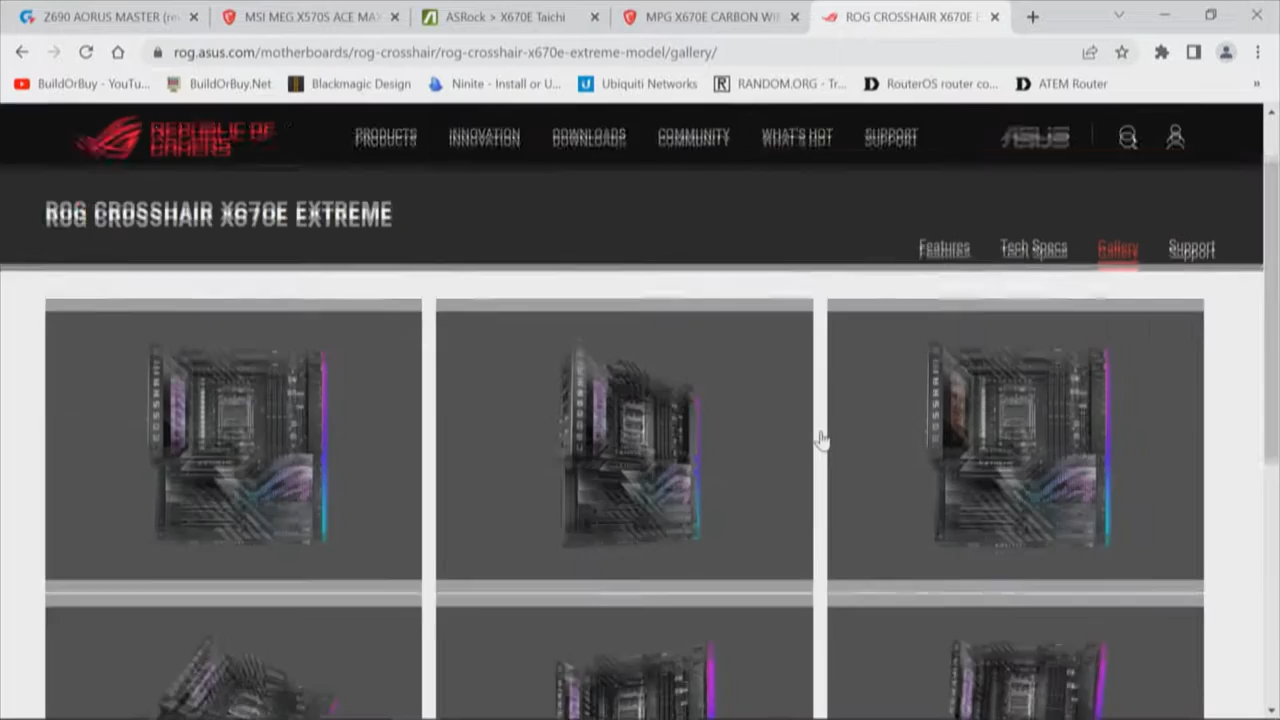 Z690 AORUS MASTER (re
MSI MEG X570S ACE MAX
ASRock > X670E Taichi
MPG X670E CARBON WI
ROG CROSSHAIR X670E E
rog.asus.com/motherboards/rog-crosshair/rog-crosshair-x670e-extreme-model/gallery/
BuildOrBuy - YouTu...
BuildOrBuy.Net
Blackmagic Design
Ninite - Install or U...
Ubiquiti Networks
RANDOM.ORG - Tr...
RouterOS router co...
ATEM Router
»
REPUBLIC OF
GAMERS
PRODUCTS
INNOVATION
DOWNLOADS
COMMUNITY
WHAT'S HOT
SUPPORT
ASUS
ROG CROSSHAIR X670E EXTREME
Features
Tech Specs
Gallery
Support